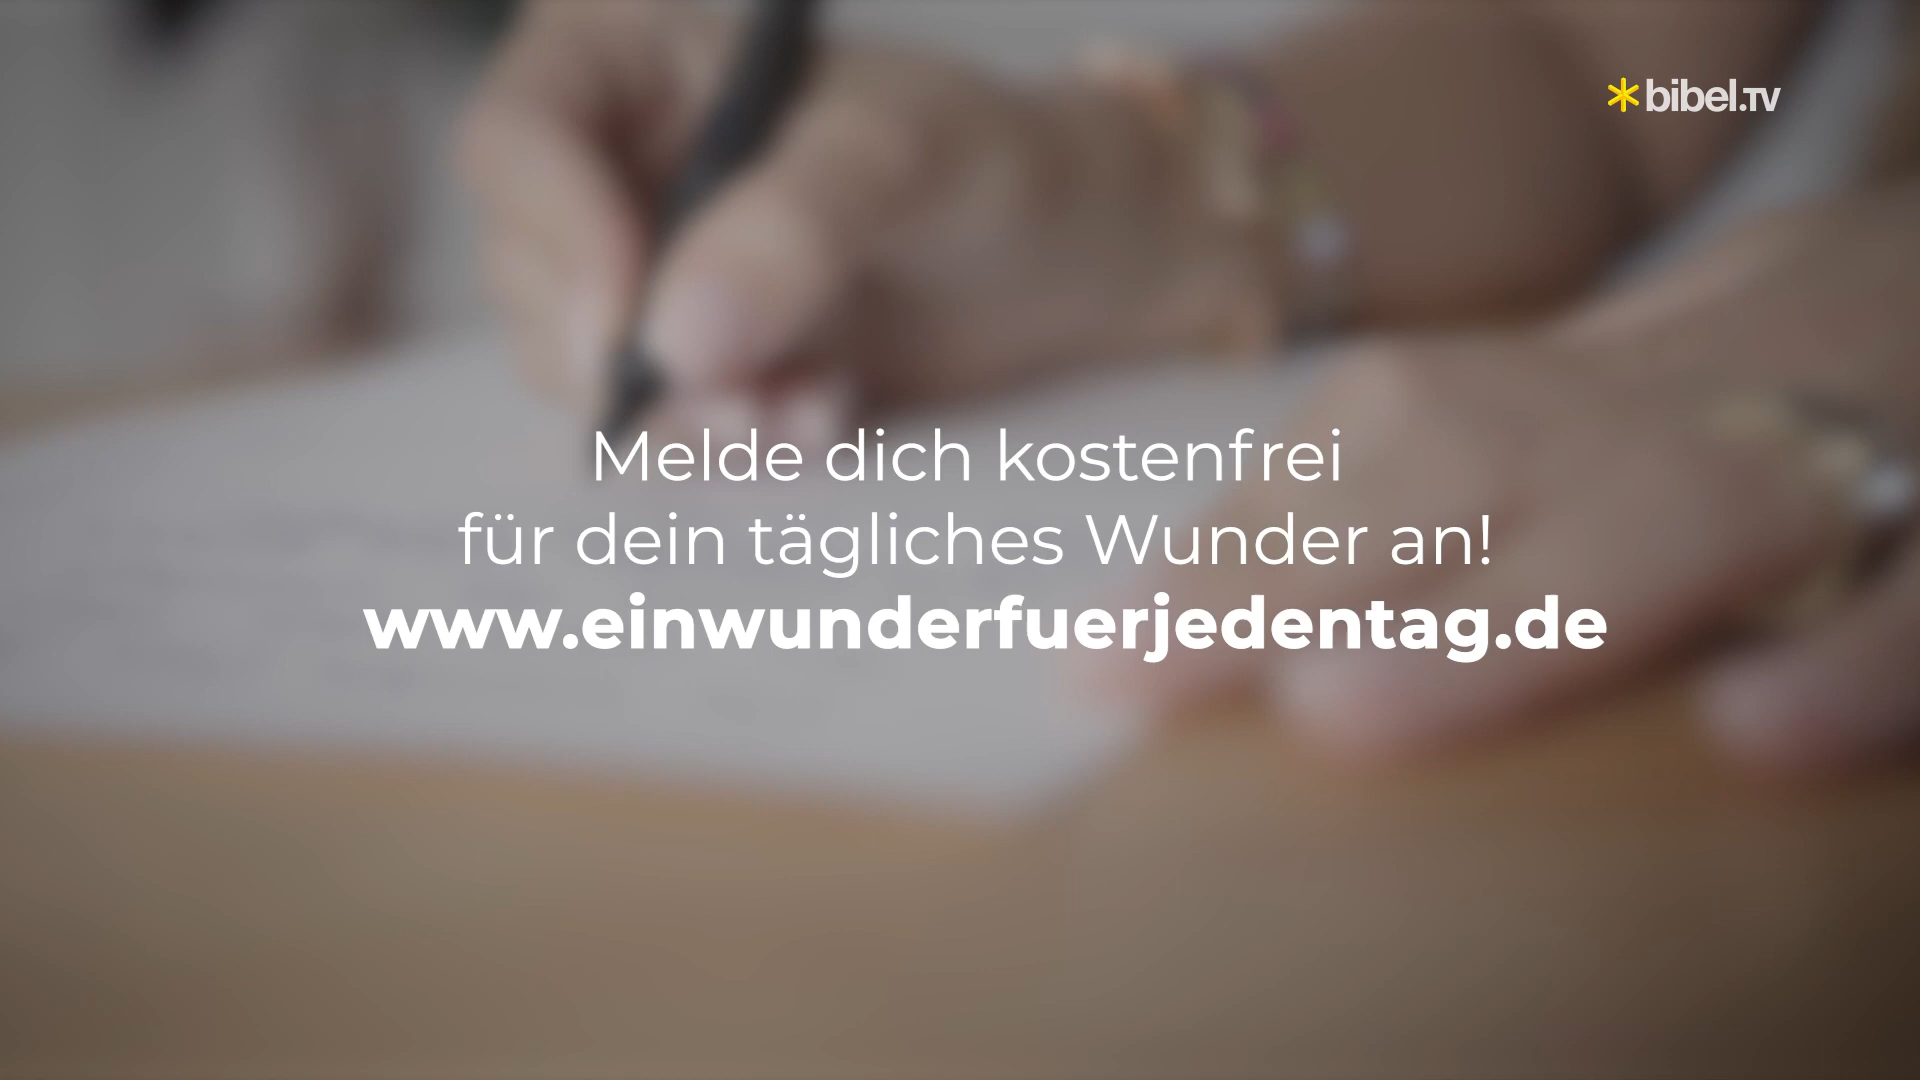 bibel.TV
Melde dich kostenfrei
für dein tägliches Wunder an!
www.einwunderfuerjedentag.de